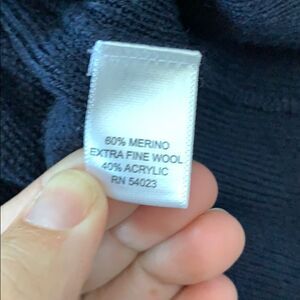 60% MERINO
EXTRA FINE WOOL
40% ACRYLIC
RN 54023